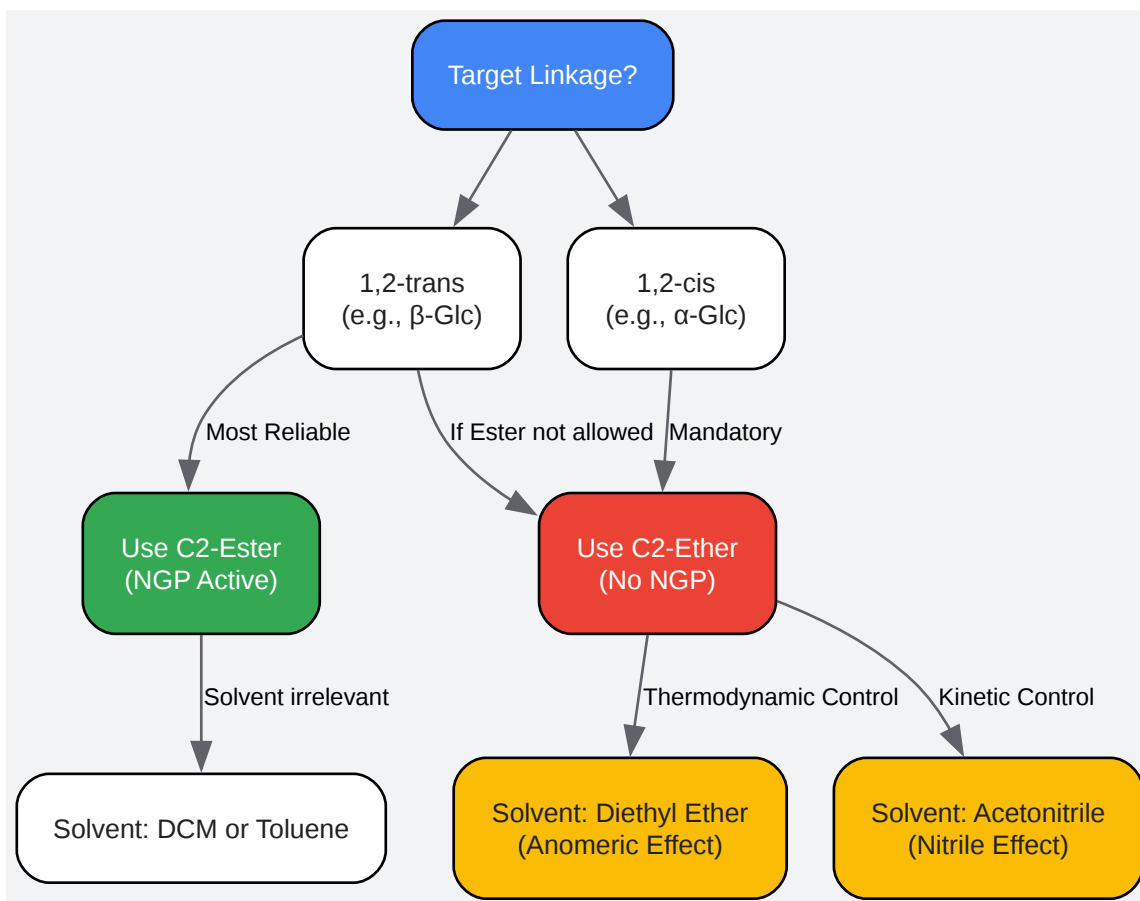 Target Linkage?
1,2-trans
(e.g., β-Glc)
1,2-cis
(e.g., α-Glc)
Most Reliable
If Ester not allowed
Mandatory
Use C2-Ester
(NGP Active)
Use C2-Ether
(No NGP)
Solvent irrelevant
Thermodynamic Control
Kinetic Control
Solvent: DCM or Toluene
Solvent: Diethyl Ether
(Anomeric Effect)
Solvent: Acetonitrile
(Nitrile Effect)